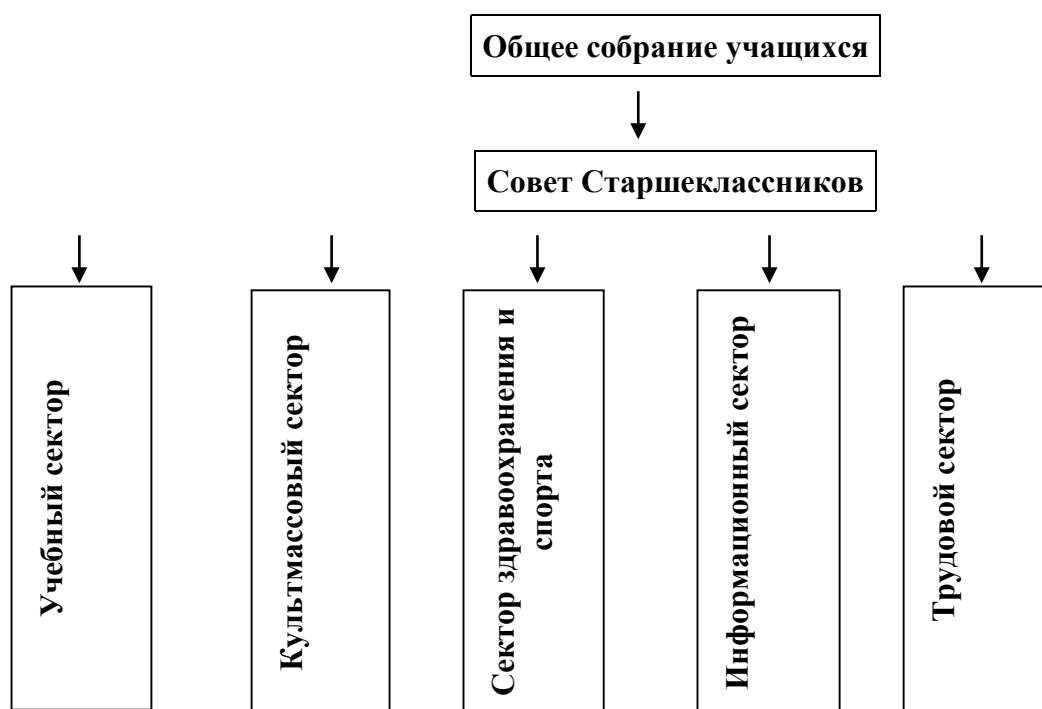 Общее собрание учащихся
Совет Старшеклассников
Учебный сектор
Культмассовый сектор
Сектор здравоохранения и
спорта
Информационный сектор
Трудовой сектор